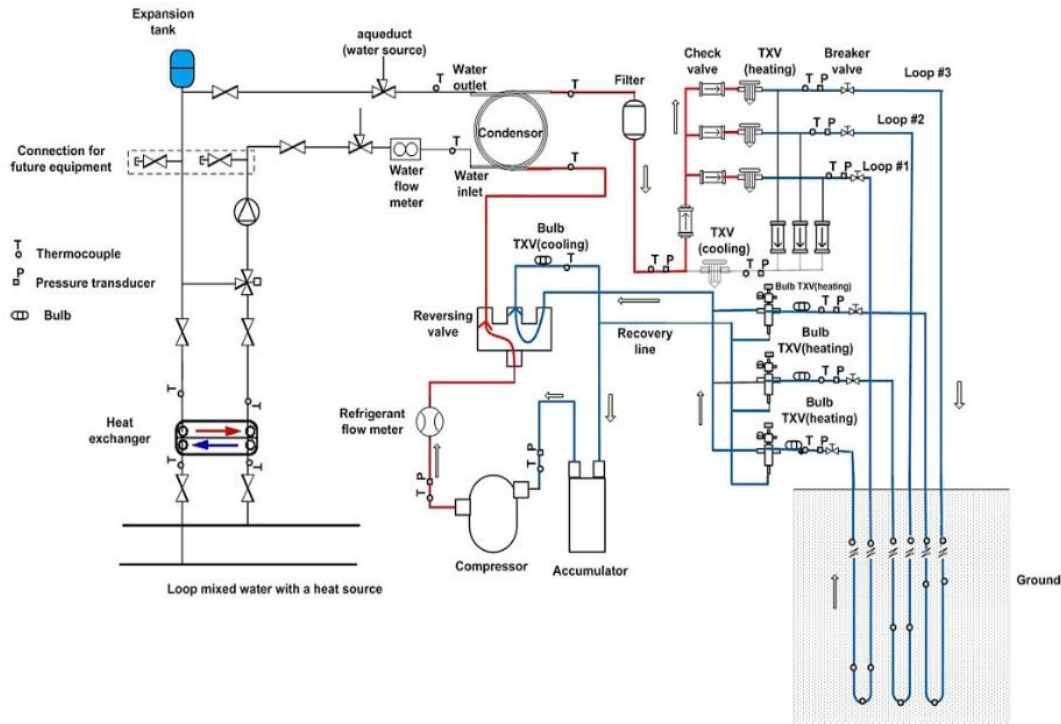 Expansion
tank
aqueduct
(water source)
T
Water
outlet
T
Condensor
T
Water
inlet
T
Water
flow
meter
Connection for
future equipment
Filter
Check
valve
TXV
(heating)
Breaker
valve
T P
Loop #3
T P
Loop #2
T P
Loop #1
T
Thermocouple
P
Pressure transducer
Bulb
Bulb
TXV(cooling)
T
T P
TXV
(cooling)
T P
Reversing
valve
Recovery
line
Bulb TXV(heating)
T P
Bulb
TXV(heating)
T P
Bulb
TXV(heating)
T P
Refrigerant
flow meter
T P
T P
Heat
exchanger
T
T
T
T
Compressor
Accumulator
Ground
Loop mixed water with a heat source